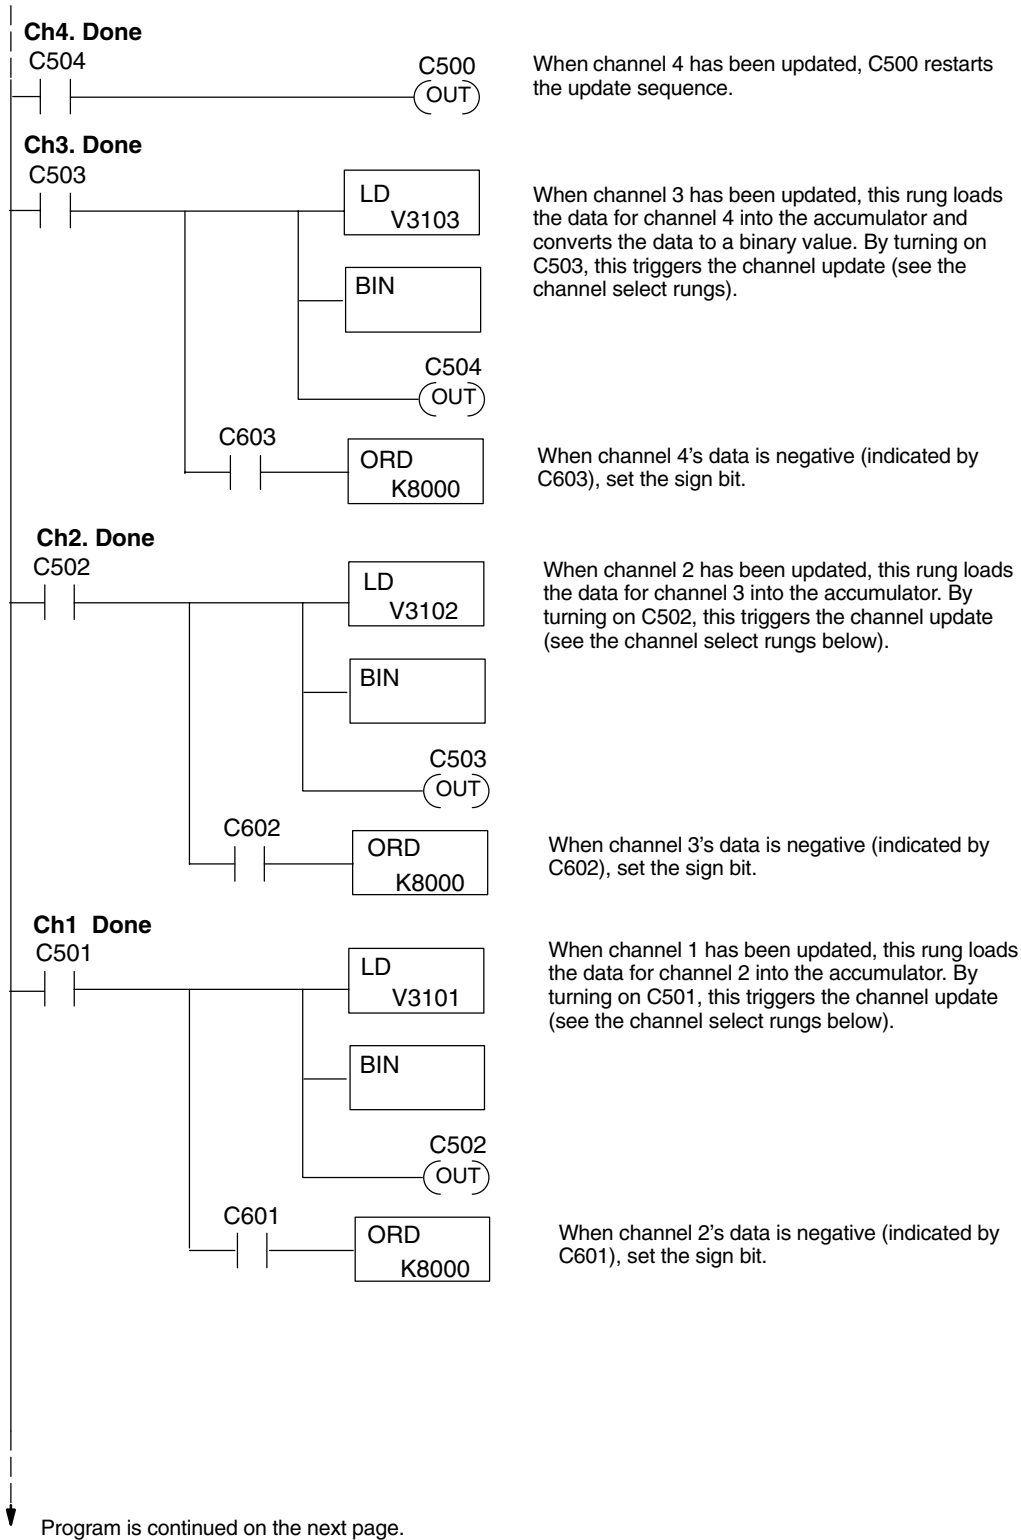 Ch4. Done
C504
C500
OUT
When channel 4 has been updated, C500 restarts
the update sequence.
Ch3. Done
C503
LD
V3103
When channel 3 has been updated, this rung loads
the data for channel 4 into the accumulator and
converts the data to a binary value. By turning on
C503, this triggers the channel update (see the
channel select rungs).
BIN
C504
OUT
C603
ORD
K8000
When channel 4’s data is negative (indicated by
C603), set the sign bit.
Ch2. Done
C502
LD
V3102
When channel 2 has been updated, this rung loads
the data for channel 3 into the accumulator. By
turning on C502, this triggers the channel update
(see the channel select rungs below).
BIN
C503
OUT
C602
ORD
K8000
When channel 3’s data is negative (indicated by
C602), set the sign bit.
Ch1 Done
C501
LD
V3101
When channel 1 has been updated, this rung loads
the data for channel 2 into the accumulator. By
turning on C501, this triggers the channel update
(see the channel select rungs below).
BIN
C502
OUT
C601
ORD
K8000
When channel 2’s data is negative (indicated by
C601), set the sign bit.
Program is continued on the next page.